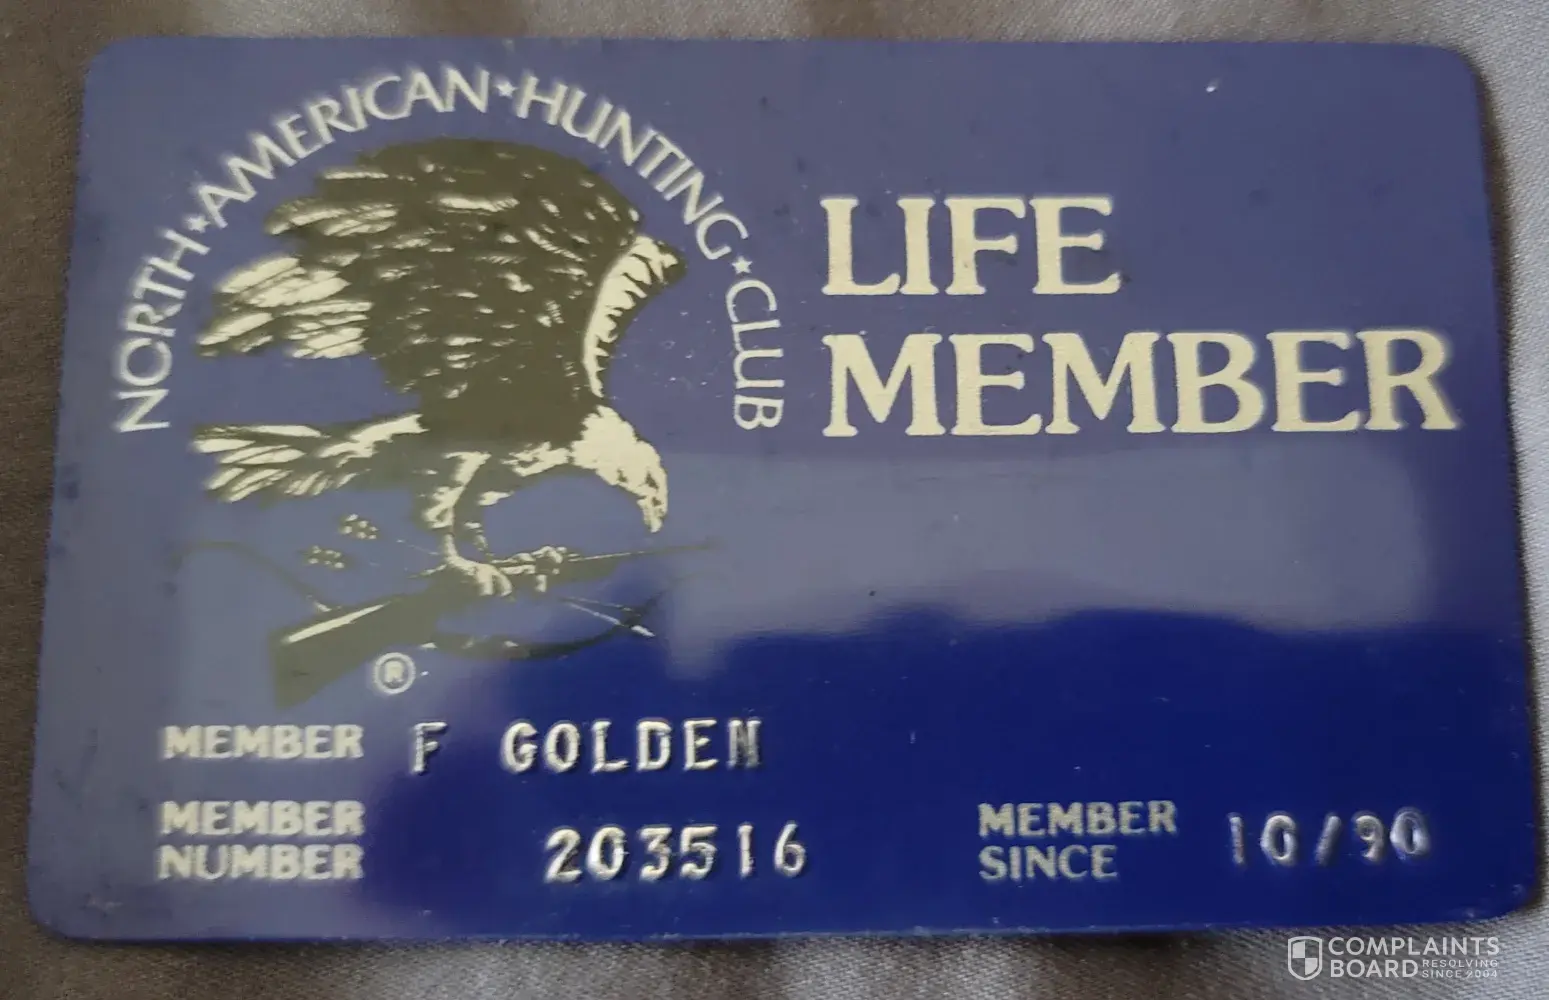 NORTH★AMERICAN★HUNTING★CLUB
LIFE
MEMBER
®
MEMBER F GOLDEN
MEMBER
NUMBER 203516
MEMBER
SINCE 10/90
COMPLAINTS
BOARD RESOLVING
SINCE 2004